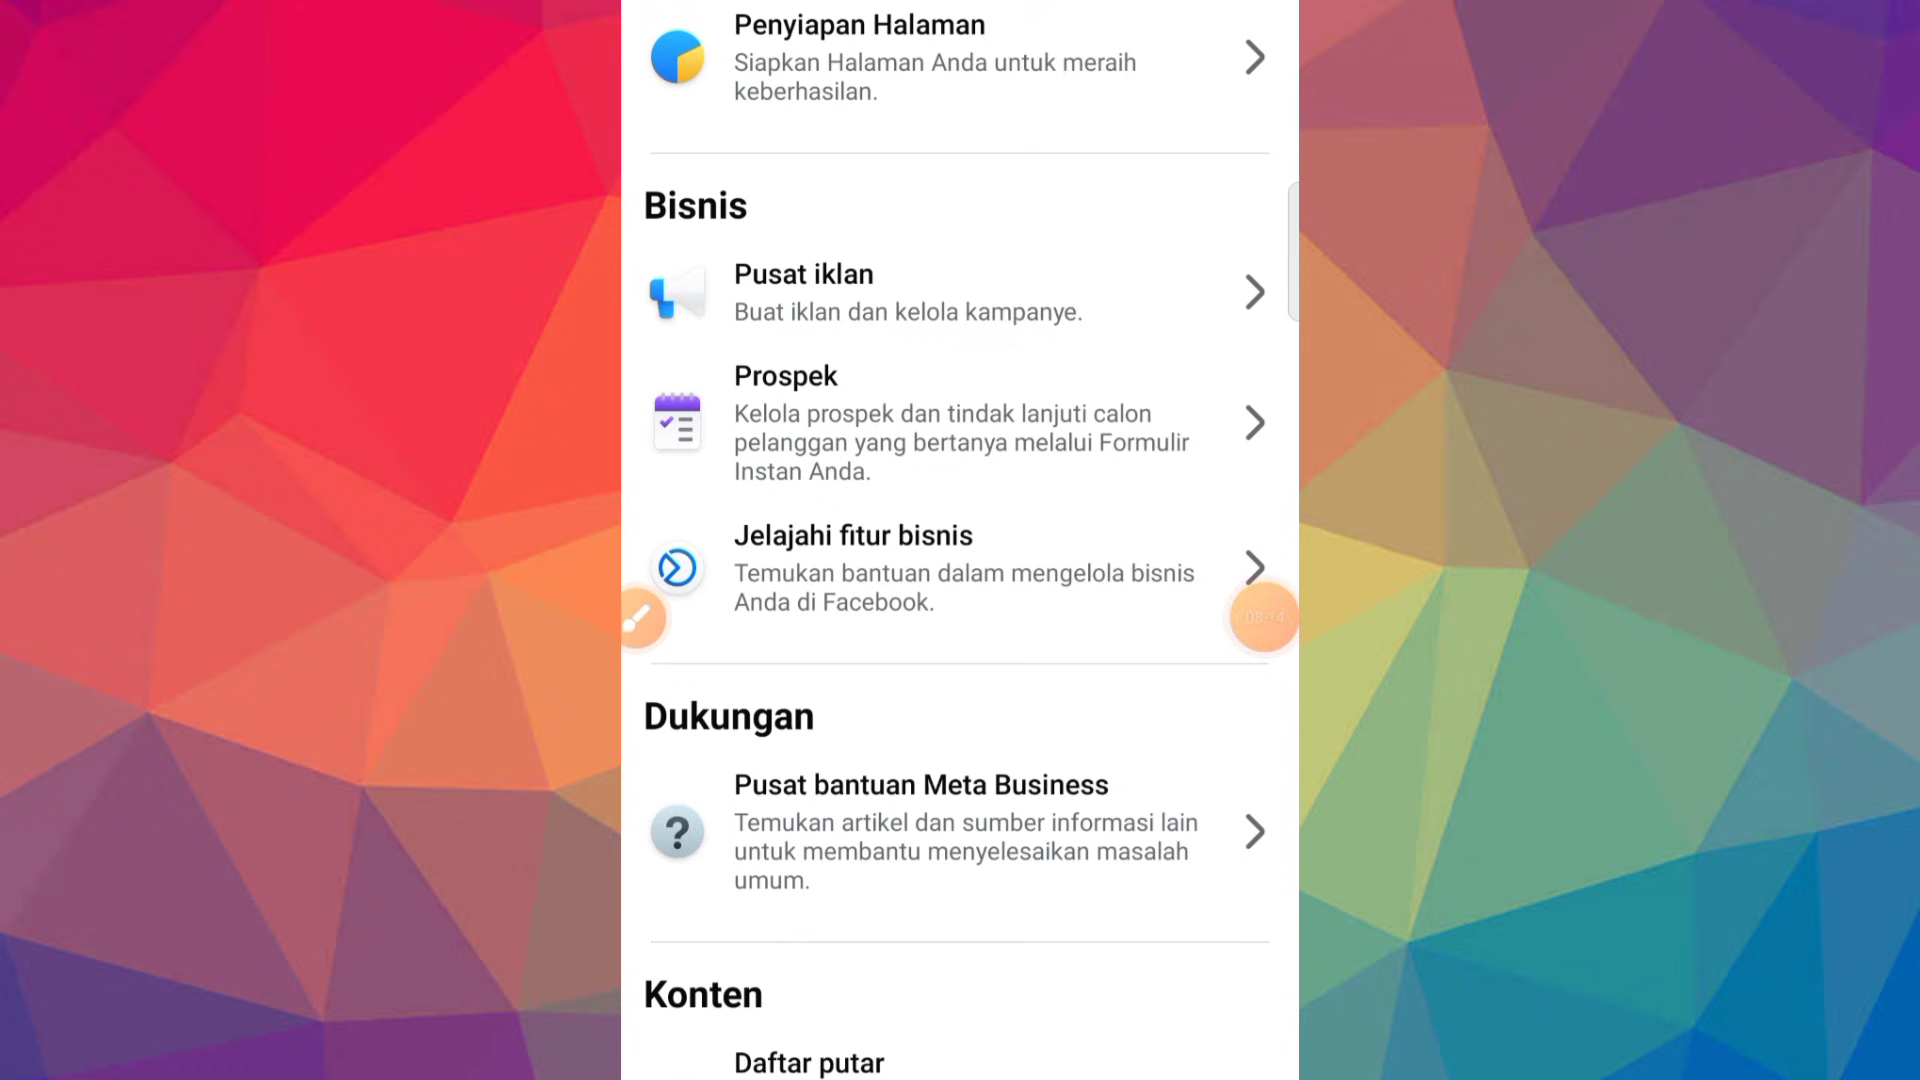 Penyiapan Halaman
Siapkan Halaman Anda untuk meraih
keberhasilan.
Bisnis
Pusat iklan
Buat iklan dan kelola kampanye.
Prospek
Kelola prospek dan tindak lanjuti calon
pelanggan yang bertanya melalui Formulir
Instan Anda.
Jelajahi fitur bisnis
Temukan bantuan dalam mengelola bisnis
Anda di Facebook.
08:14
Dukungan
Pusat bantuan Meta Business
Temukan artikel dan sumber informasi lain
untuk membantu menyelesaikan masalah
umum.
Konten
Daftar putar